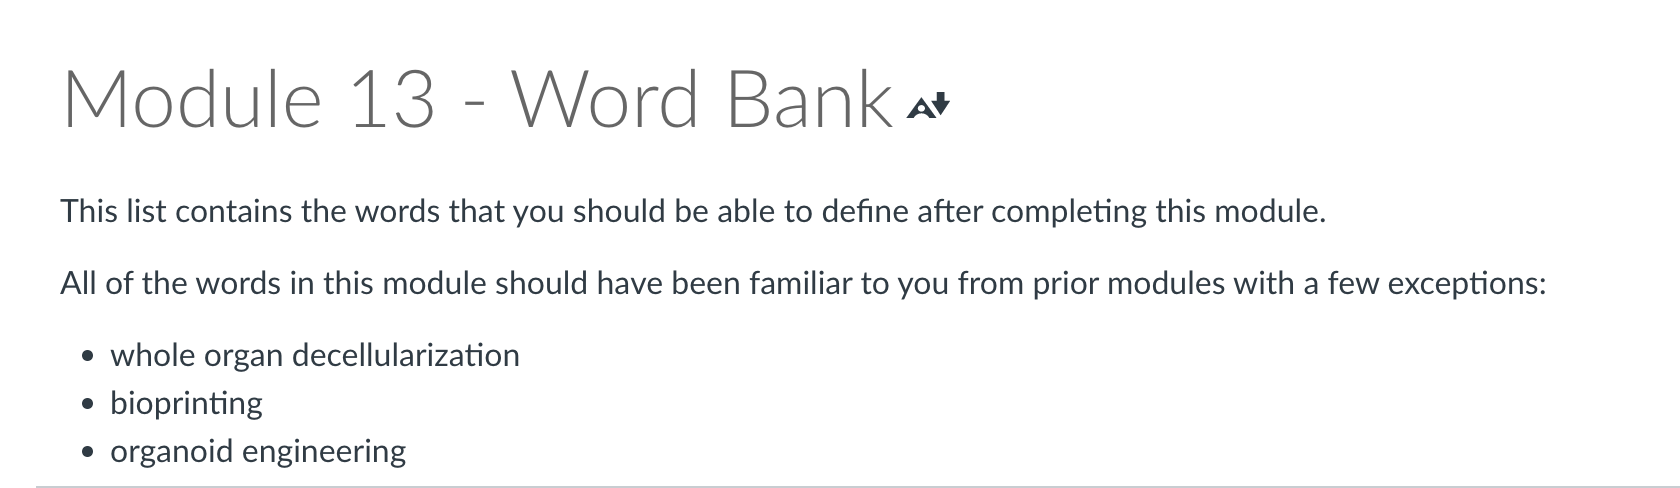 Module 13 - Word Bank
This list contains the words that you should be able to define after completing this module.
All of the words in this module should have been familiar to you from prior modules with a few exceptions:
• whole organ decellularization
• bioprinting
• organoid engineering